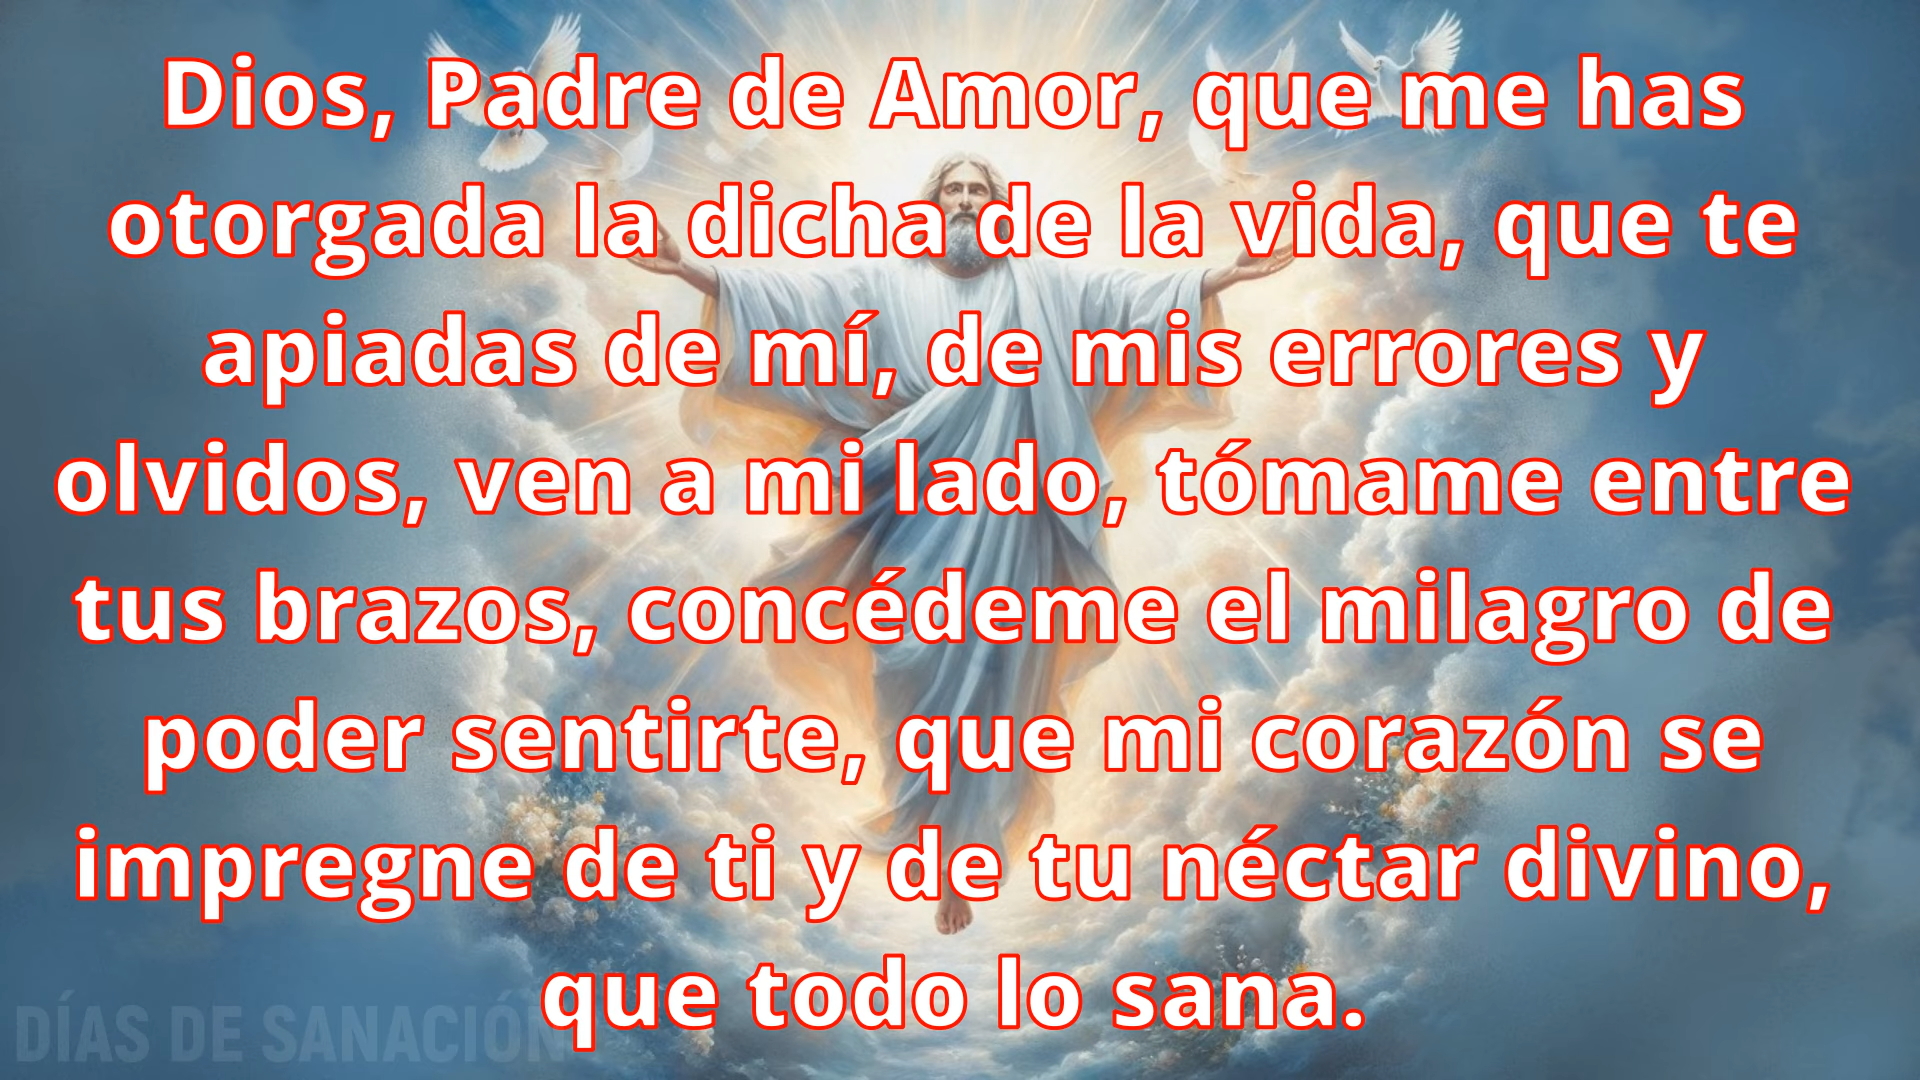 Dios, Padre de Amor, que me has
otorgada la dicha de la vida, que te
apiadas de mí, de mis errores y
olvidos, ven a mi lado, tómame entre
tus brazos, concédeme el milagro de
poder sentirte, que mi corazón se
impregne de ti y de tu néctar divino,
que todo lo sana.
DÍAS DE SANACIÓN